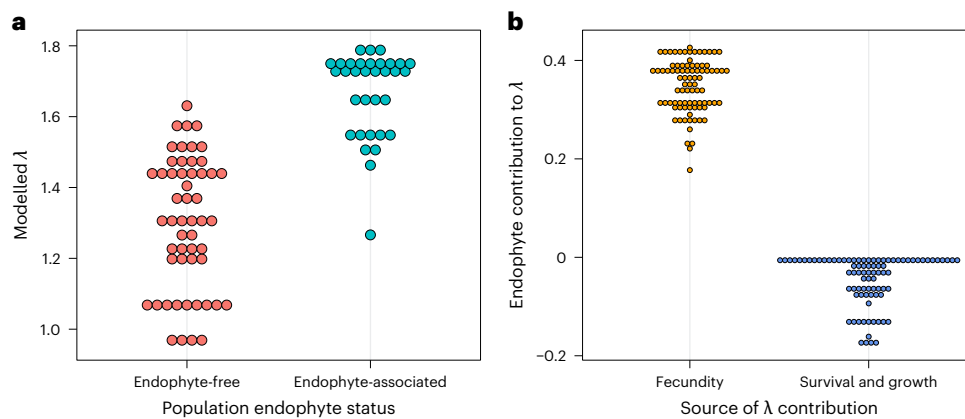 a
1.8
1.6
1.4
1.2
1.0
Modelled λ
Endophyte-free
Endophyte-associated
Population endophyte status
b
0.4
0.2
0
−0.2
Endophyte contribution to λ
Fecundity
Survival and growth
Source of λ contribution